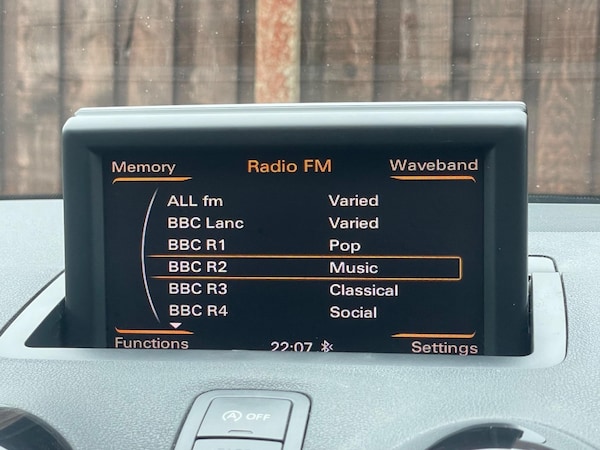 Memory Radio FM Waveband
ALL fm Varied
BBC Lanc Varied
BBC R1 Pop
BBC R2 Music
BBC R3 Classical
BBC R4 Social
Functions 22:07 Settings
A OFF